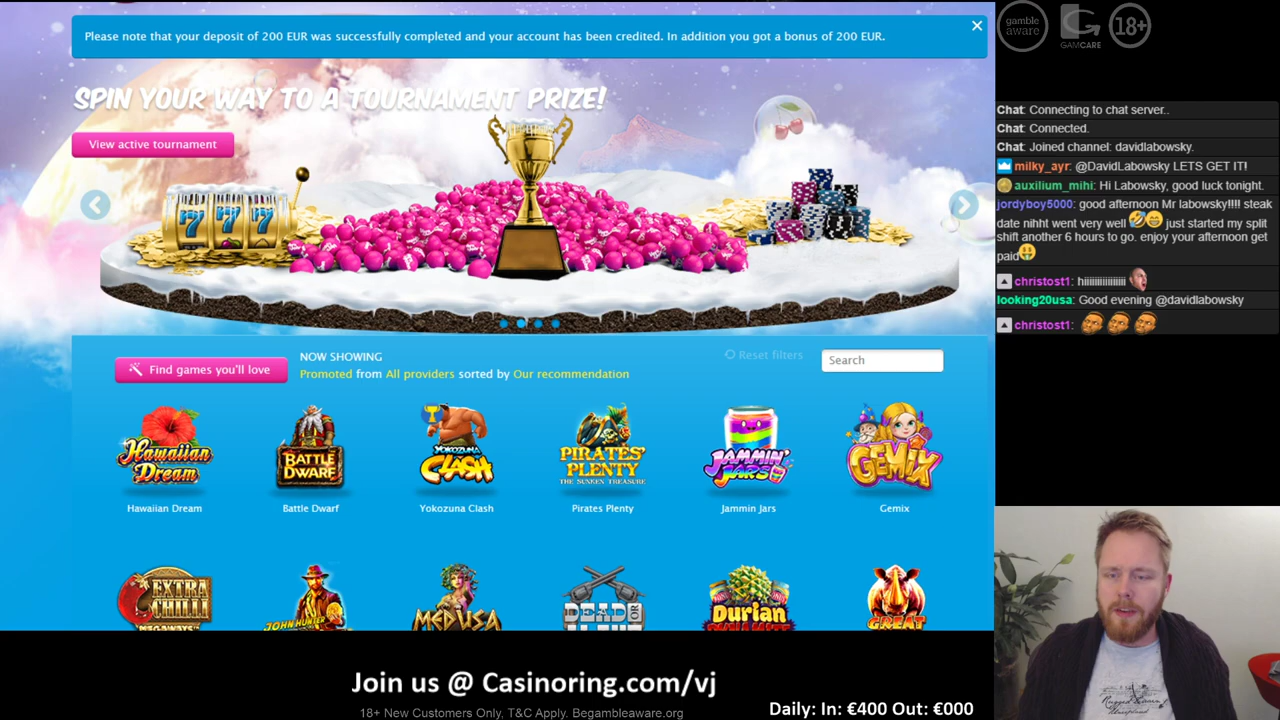 Please note that your deposit of 200 EUR was successfully completed and your account has been credited. In addition you got a bonus of 200 EUR.
SPIN YOUR WAY TO A TOURNAMENT PRIZE!
View active tournament
7 7 7
Find games you'll love
NOW SHOWING
Promoted from All providers sorted by Our recommendation
Reset filters
Search
Hawaiian Dream
BATTLE DWARF
YOKOZUNA CLASH
PIRATES' PLENTY
THE SUNKEN TREASURE
JAMMIN' JARS
GEMIX
Hawaiian Dream
Battle Dwarf
Yokozuna Clash
Pirates Plenty
Jammin Jars
Gemix
EXTRA CHILLI
MEGAWAYS
JOHN HUNTER
MEDUSA
DEAD OR
Durian
GREAT
Join us @ Casinoring.com/vj
18+ New Customers Only, T&C Apply. Begambleaware.org
Daily: In: €400 Out: €000
gamble aware
GAMCARE
18+
Chat: Connecting to chat server..
Chat: Connected.
Chat: Joined channel: davidlabowsky.
milky_ayr: @DavidLabowsky LETS GET IT!
auxilium_mihi: Hi Labowsky, good luck tonight.
jordyboy5000: good afternoon Mr labowsky!!!! steak
date nihht went very well 🤣😄 just started my split
shift another 6 hours to go. enjoy your afternoon get
paid🤑
christost1: hiiiiiiiiiiiiiii
looking20usa: Good evening @davidlabowsky
christost1: